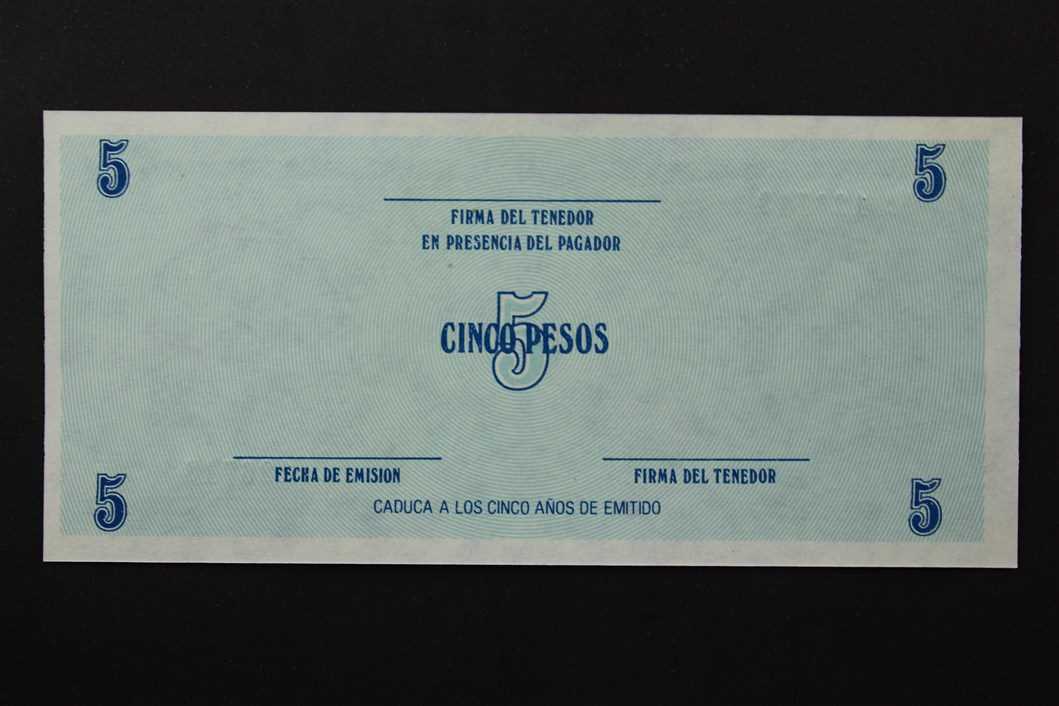 5 5
FIRMA DEL TENEDOR
EN PRESENCIA DEL PAGADOR
5
CINCO PESOS
FECHA DE EMISION FIRMA DEL TENEDOR
5 5
CADUCA A LOS CINCO AÑOS DE EMITIDO